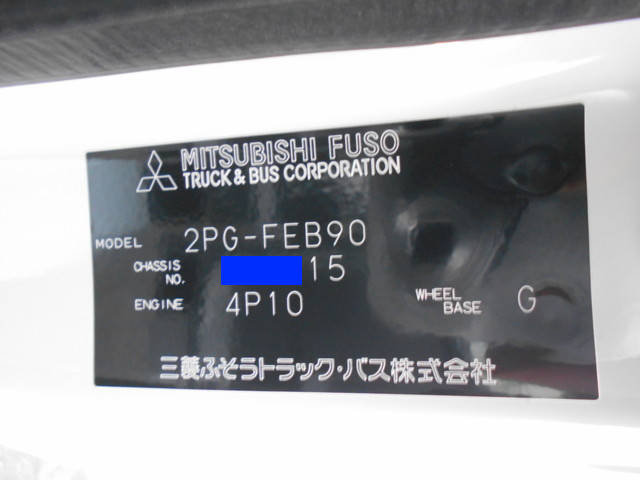 MITSUBISHI FUSO
TRUCK & BUS CORPORATION
MODEL 2PG-FEB90
CHASSIS NO. 15
ENGINE 4P10 WHEEL BASE G
三菱ふそうトラック・バス株式会社